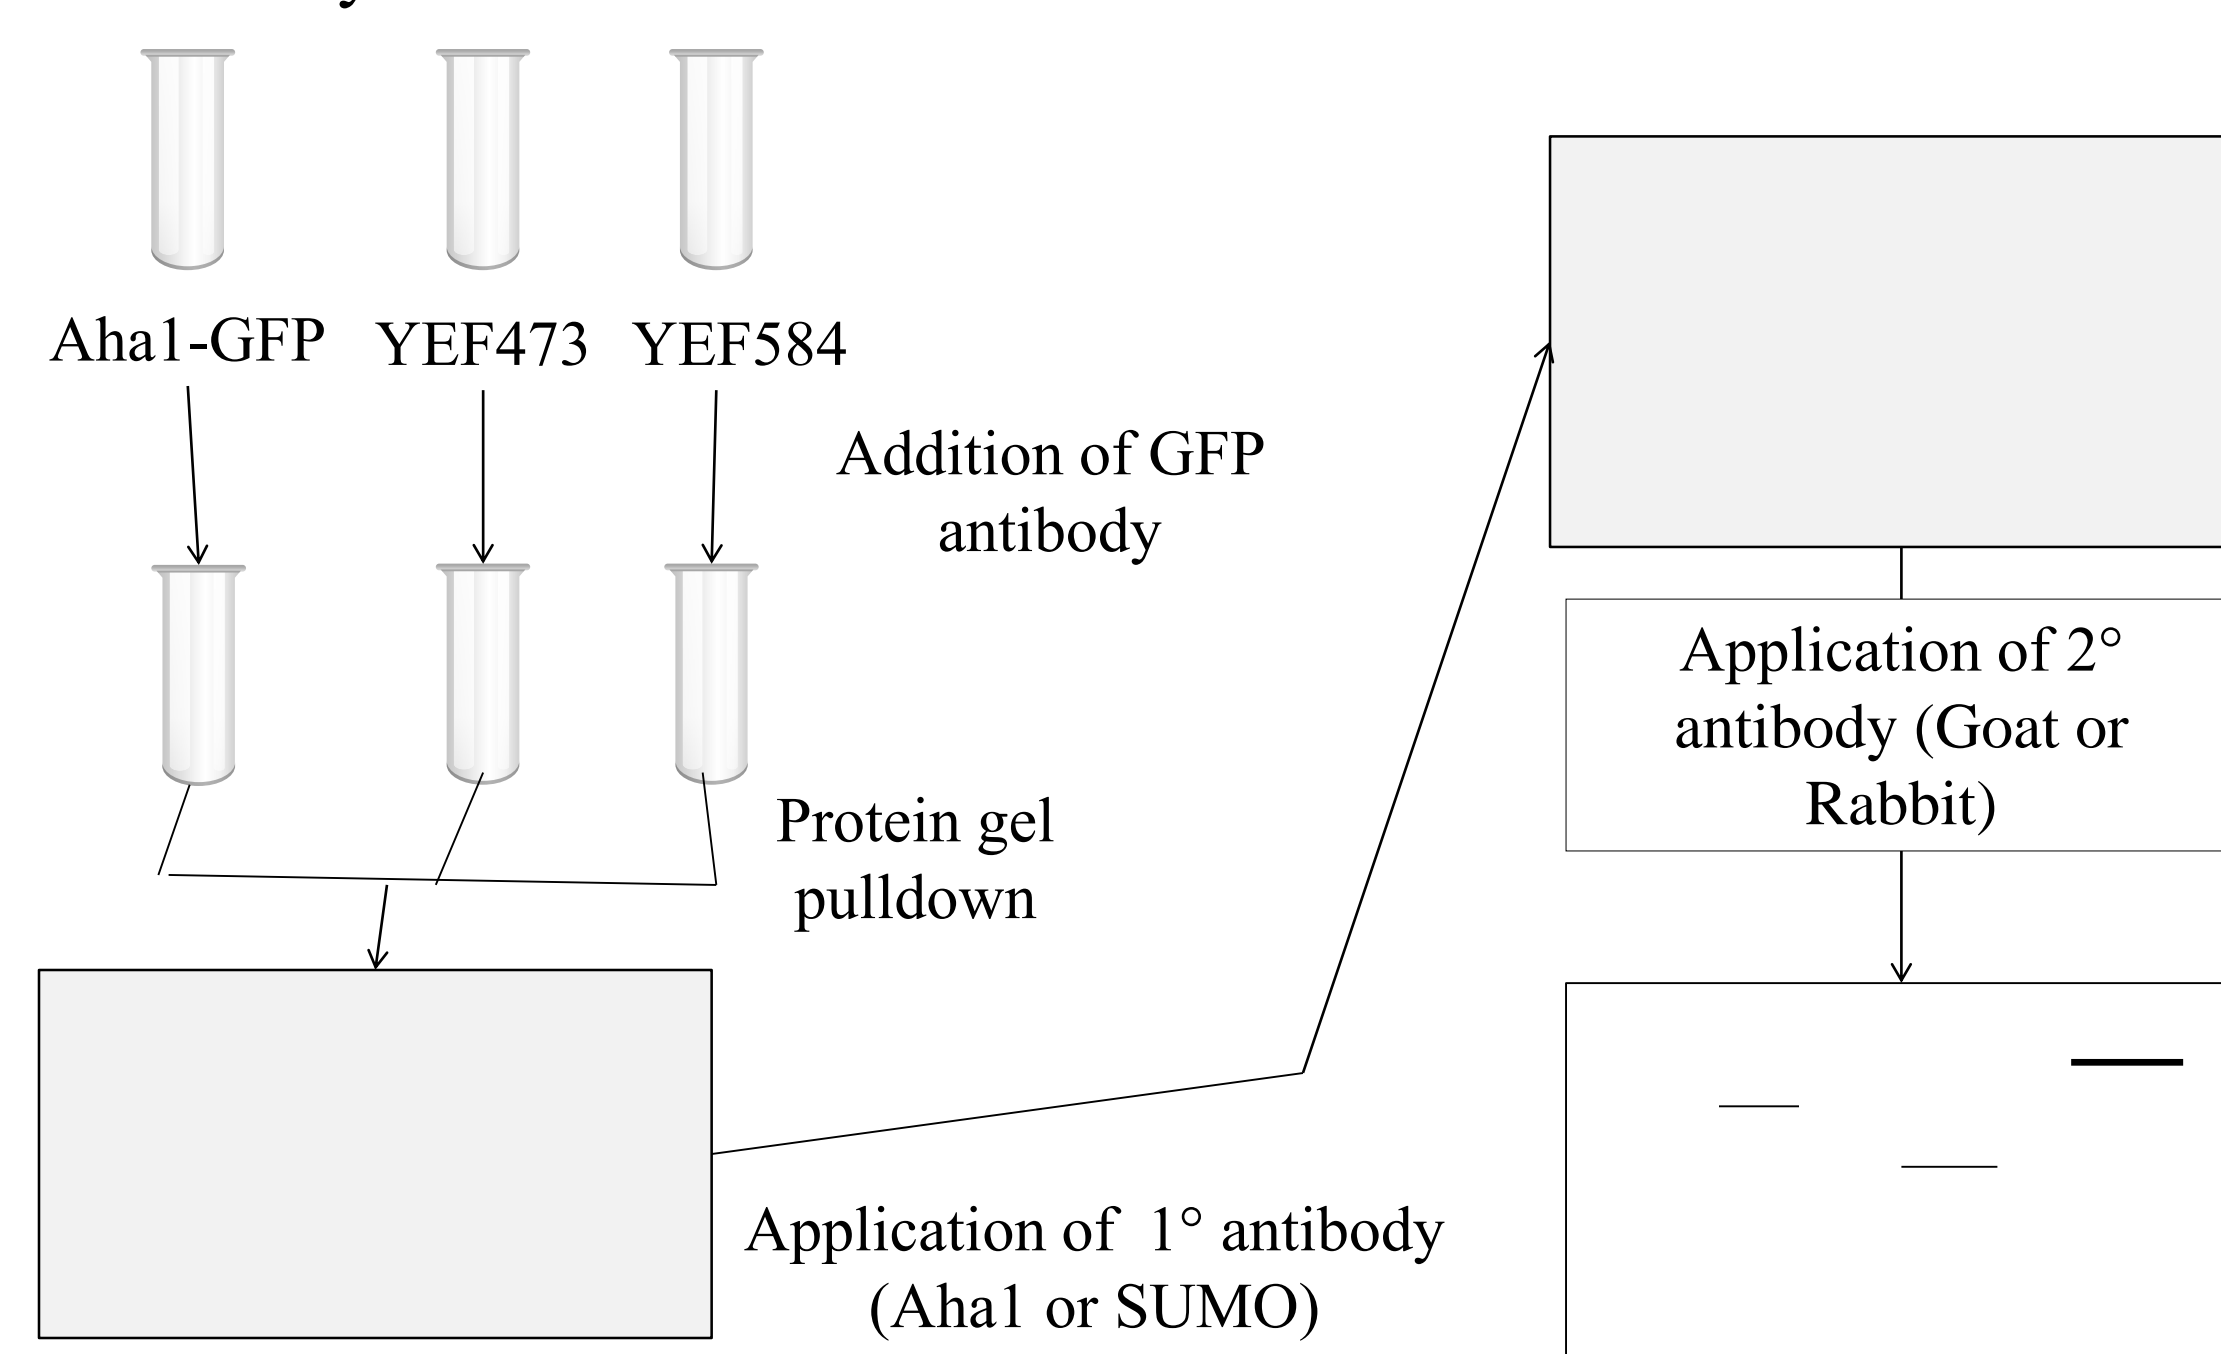 Aha1-GFP YEF473 YEF584
Addition of GFP
antibody
Protein gel
pulldown
Application of 1° antibody
(Aha1 or SUMO)
Application of 2°
antibody (Goat or
Rabbit)